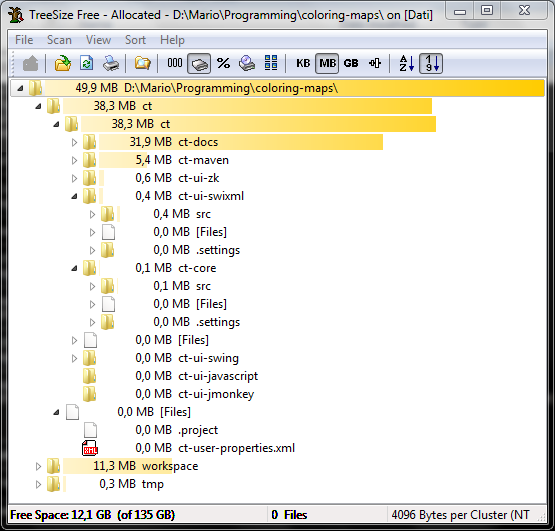 TreeSize Free - Allocated - D:\Mario\Programming\coloring-maps\ on [Dati]
File Scan View Sort Help
000 % KB MB GB A Z 1 9
49,9 MB D:\Mario\Programming\coloring-maps\
38,3 MB ct
38,3 MB ct
31,9 MB ct-docs
5,4 MB ct-maven
0,6 MB ct-ui-zk
0,4 MB ct-ui-swixml
0,4 MB src
0,0 MB [Files]
0,0 MB .settings
0,1 MB ct-core
0,1 MB src
0,0 MB [Files]
0,0 MB .settings
0,0 MB [Files]
0,0 MB ct-ui-swing
0,0 MB ct-ui-javascript
0,0 MB ct-ui-jmonkey
0,0 MB [Files]
0,0 MB .project
XML 0,0 MB ct-user-properties.xml
11,3 MB workspace
0,3 MB tmp
Free Space: 12,1 GB (of 135 GB) 0 Files 4096 Bytes per Cluster (NT